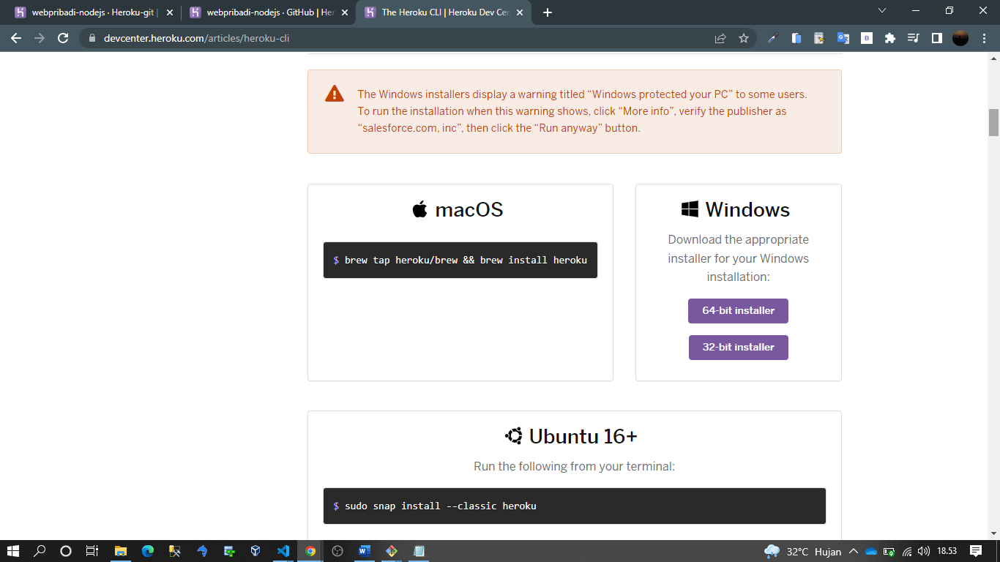 webpribadi-nodejs · Heroku-git |
webpribadi-nodejs · GitHub | Her
The Heroku CLI | Heroku Dev Cen
devcenter.heroku.com/articles/heroku-cli
The Windows installers display a warning titled “Windows protected your PC” to some users.
To run the installation when this warning shows, click “More info”, verify the publisher as
“salesforce.com, inc”, then click the “Run anyway” button.
macOS
$ brew tap heroku/brew && brew install heroku
Windows
Download the appropriate
installer for your Windows
installation:
64-bit installer
32-bit installer
Ubuntu 16+
Run the following from your terminal:
$ sudo snap install --classic heroku
32°C Hujan
18.53